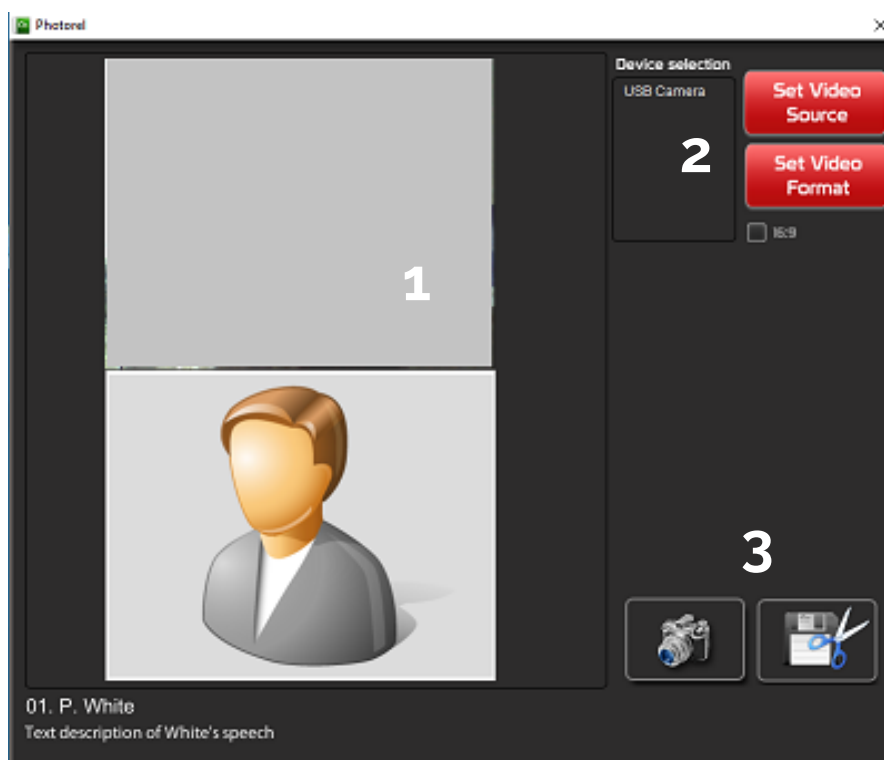 Photorel
Device selection
USB Camera
Set Video
Source
2
Set Video
Format
16:9
1
3
01. P. White
Text description of White's speech